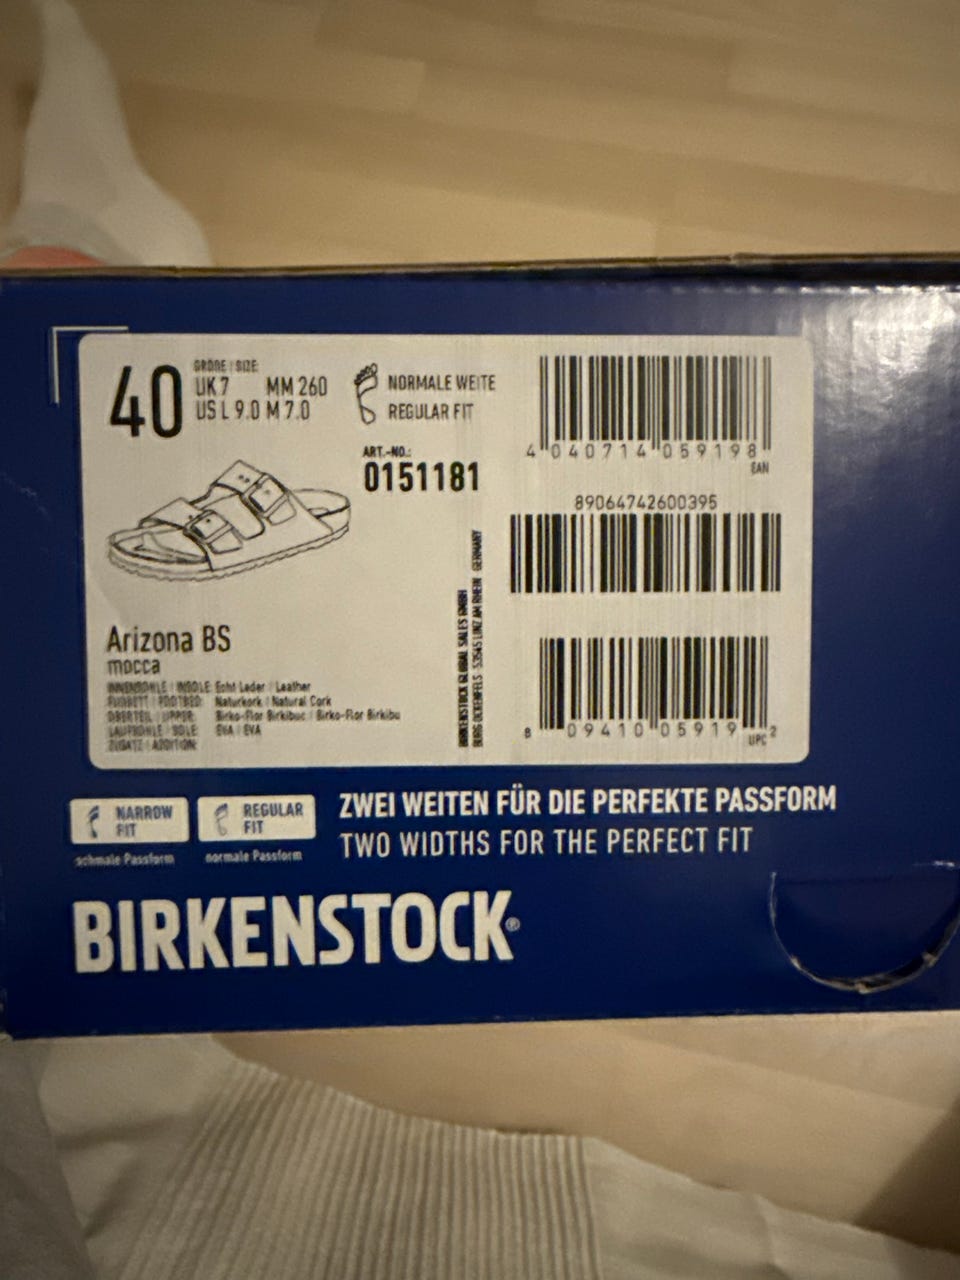 40
GRÖßE / SIZE:
UK 7 MM 260
US L 9.0 M 7.0
NORMALE WEITE
REGULAR FIT
ART.-NO.:
0151181
4 040714 059198
EAN
89064742600395
8 09410 05919 2
UPC
Arizona BS
mocca
INNENSOHLE / INSOLE: Echt Leder / Leather
FUSSBETT / FOOTBED: Naturkork / Natural Cork
OBERTEIL / UPPER: Birko-Flor Birkibuc / Birko-Flor Birkibu
LAUFSOHLE / SOLE: EVA / EVA
ZUSATZ / ADDITION:
BIRKENSTOCK GLOBAL SALES GMBH
BURG OCKENFELS · 53545 LINZ AM RHEIN · GERMANY
NARROW FIT
schmale Passform
REGULAR FIT
normale Passform
ZWEI WEITEN FÜR DIE PERFEKTE PASSFORM
TWO WIDTHS FOR THE PERFECT FIT
BIRKENSTOCK®